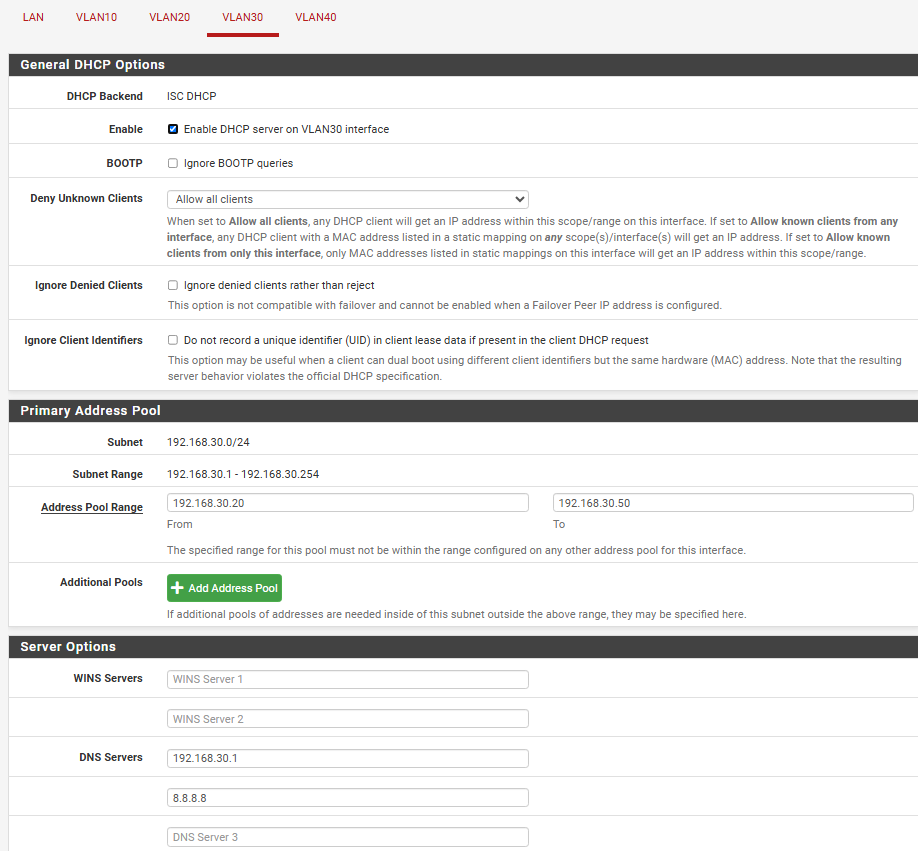 LAN VLAN10 VLAN20 VLAN30 VLAN40
General DHCP Options
DHCP Backend ISC DHCP
Enable Enable DHCP server on VLAN30 interface
BOOTP Ignore BOOTP queries
Deny Unknown Clients Allow all clients
When set to Allow all clients, any DHCP client will get an IP address within this scope/range on this interface. If set to Allow known clients from any
interface, any DHCP client with a MAC address listed in a static mapping on any scope(s)/interface(s) will get an IP address. If set to Allow known
clients from only this interface, only MAC addresses listed in static mappings on this interface will get an IP address within this scope/range.
Ignore Denied Clients Ignore denied clients rather than reject
This option is not compatible with failover and cannot be enabled when a Failover Peer IP address is configured.
Ignore Client Identifiers Do not record a unique identifier (UID) in client lease data if present in the client DHCP request
This option may be useful when a client can dual boot using different client identifiers but the same hardware (MAC) address. Note that the resulting
server behavior violates the official DHCP specification.
Primary Address Pool
Subnet 192.168.30.0/24
Subnet Range 192.168.30.1 - 192.168.30.254
Address Pool Range 192.168.30.20 192.168.30.50
From To
The specified range for this pool must not be within the range configured on any other address pool for this interface.
Additional Pools Add Address Pool
If additional pools of addresses are needed inside of this subnet outside the above range, they may be specified here.
Server Options
WINS Servers WINS Server 1
WINS Server 2
DNS Servers 192.168.30.1
8.8.8.8
DNS Server 3